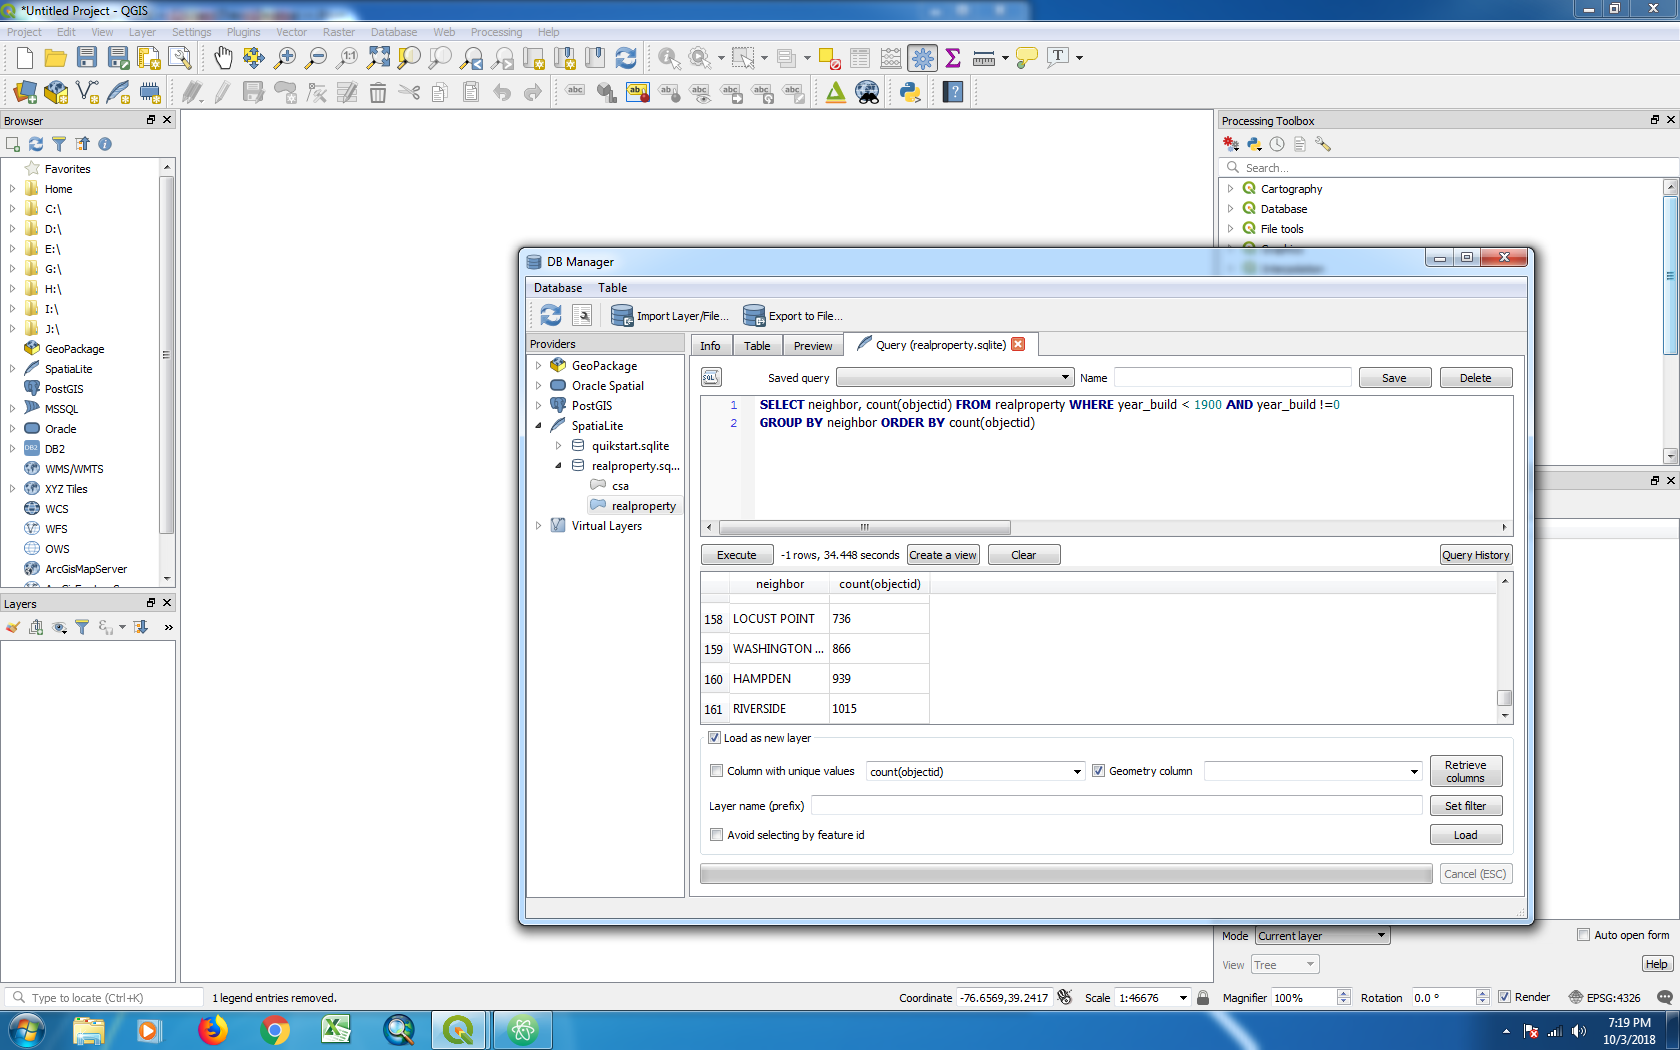 *Untitled Project - QGIS
Project Edit View Layer Settings Plugins Vector Raster Database Web Processing Help
Browser
Favorites
Home
C:\
D:\
E:\
G:\
H:\
I:\
J:\
GeoPackage
SpatiaLite
PostGIS
MSSQL
Oracle
DB2
WMS/WMTS
XYZ Tiles
WCS
WFS
OWS
ArcGisMapServer
Layers
Processing Toolbox
Search...
Cartography
Database
File tools
DB Manager
Database Table
Import Layer/File... Export to File...
Providers
GeoPackage
Oracle Spatial
PostGIS
SpatiaLite
quikstart.sqlite
realproperty.sq...
csa
realproperty
Virtual Layers
Info Table Preview Query (realproperty.sqlite)
Saved query Name Save Delete
1 SELECT neighbor, count(objectid) FROM realproperty WHERE year_build < 1900 AND year_build !=0
2 GROUP BY neighbor ORDER BY count(objectid)
Execute -1 rows, 34.448 seconds Create a view Clear Query History
neighbor count(objectid)
158 LOCUST POINT 736
159 WASHINGTON ... 866
160 HAMPDEN 939
161 RIVERSIDE 1015
Load as new layer
Column with unique values count(objectid) Geometry column Retrieve columns
Layer name (prefix) Set filter
Avoid selecting by feature id Load
Cancel (ESC)
Mode Current layer Auto open form
View Tree Help
Type to locate (Ctrl+K) 1 legend entries removed. Coordinate -76.6569,39.2417 Scale 1:46676 Magnifier 100% Rotation 0.0 ° Render EPSG:4326
7:19 PM
10/3/2018